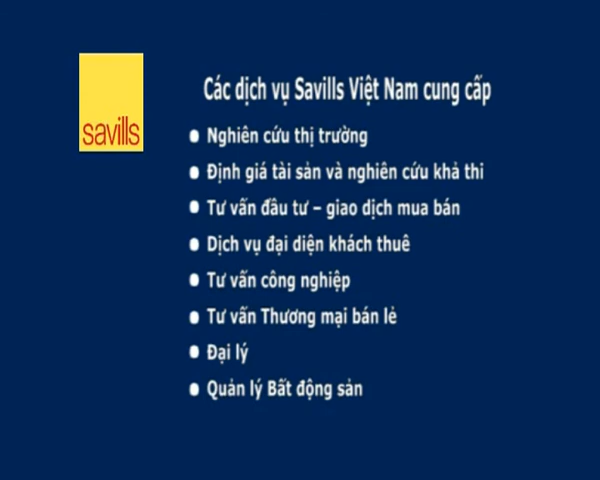 savills
Các dịch vụ Savills Việt Nam cung cấp
Nghiên cứu thị trường
Định giá tài sản và nghiên cứu khả thi
Tư vấn đầu tư – giao dịch mua bán
Dịch vụ đại diện khách thuê
Tư vấn công nghiệp
Tư vấn Thương mại bán lẻ
Đại lý
Quản lý Bất động sản